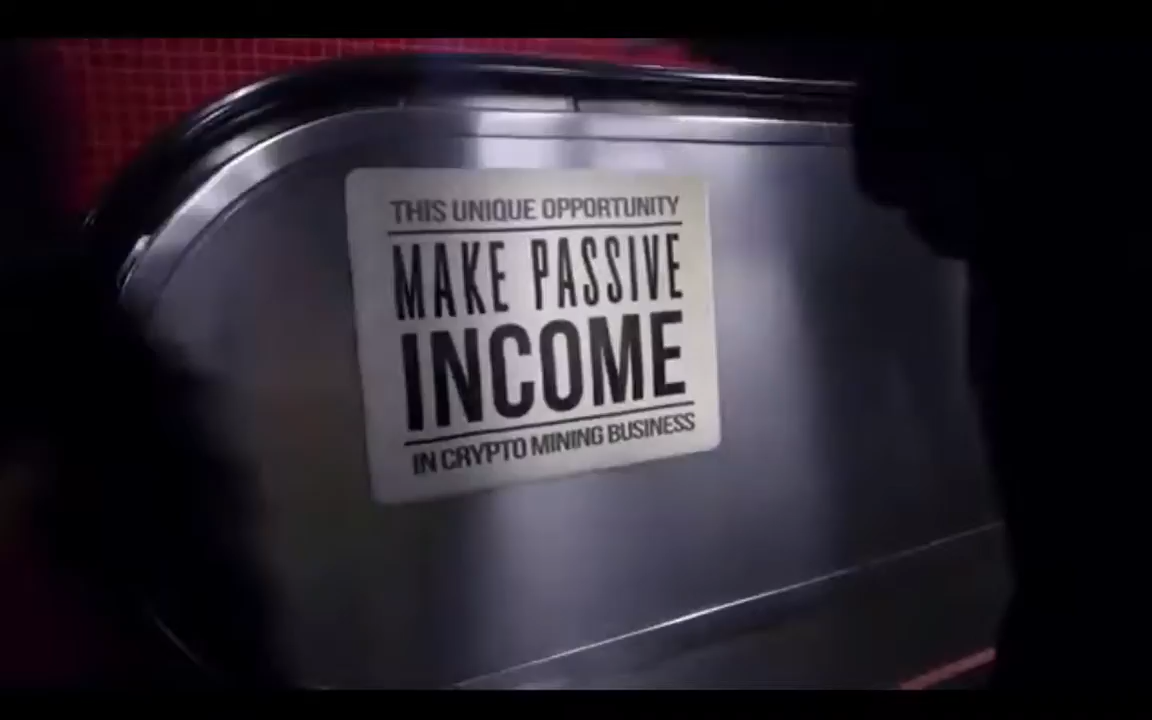 THIS UNIQUE OPPORTUNITY
MAKE PASSIVE
INCOME
IN CRYPTO MINING BUSINESS